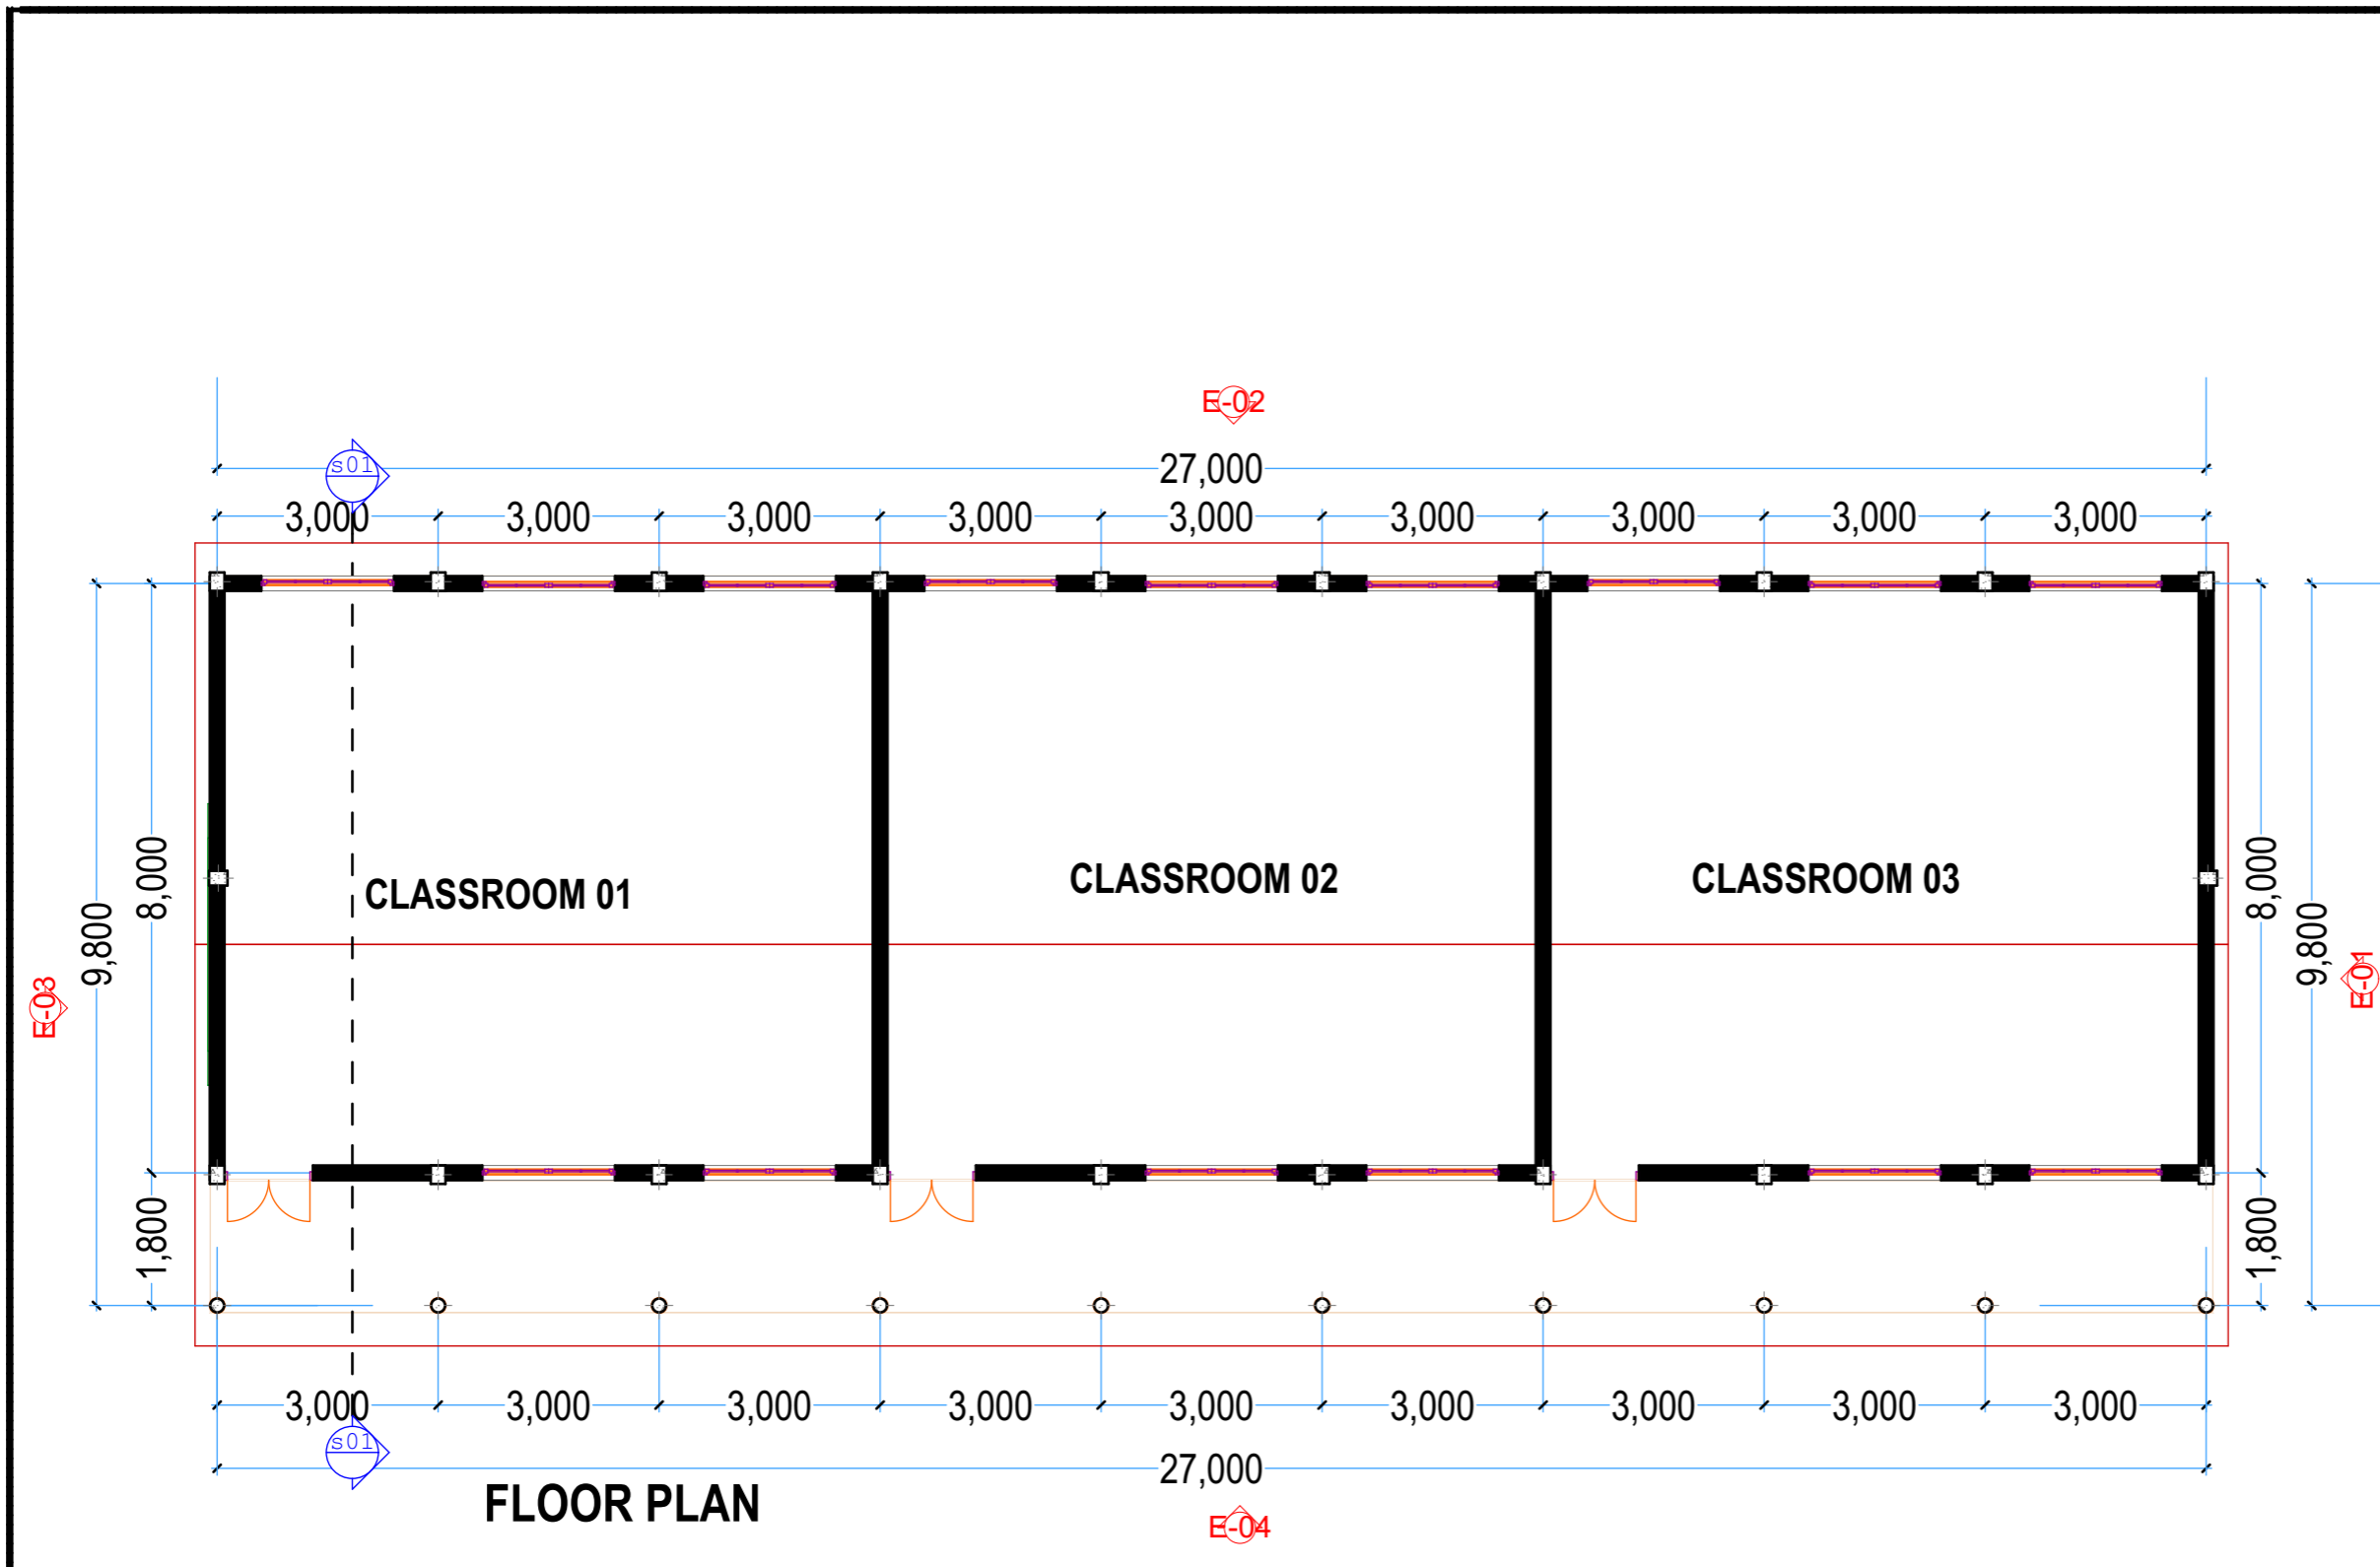 E-02
27,000
s01
3,000 3,000 3,000 3,000 3,000 3,000 3,000 3,000 3,000
8,000
8,000
9,800
9,800
CLASSROOM 01
CLASSROOM 02
CLASSROOM 03
E-03
E-01
1,800
1,800
3,000 3,000 3,000 3,000 3,000 3,000 3,000 3,000 3,000
s01
27,000
FLOOR PLAN
E-04